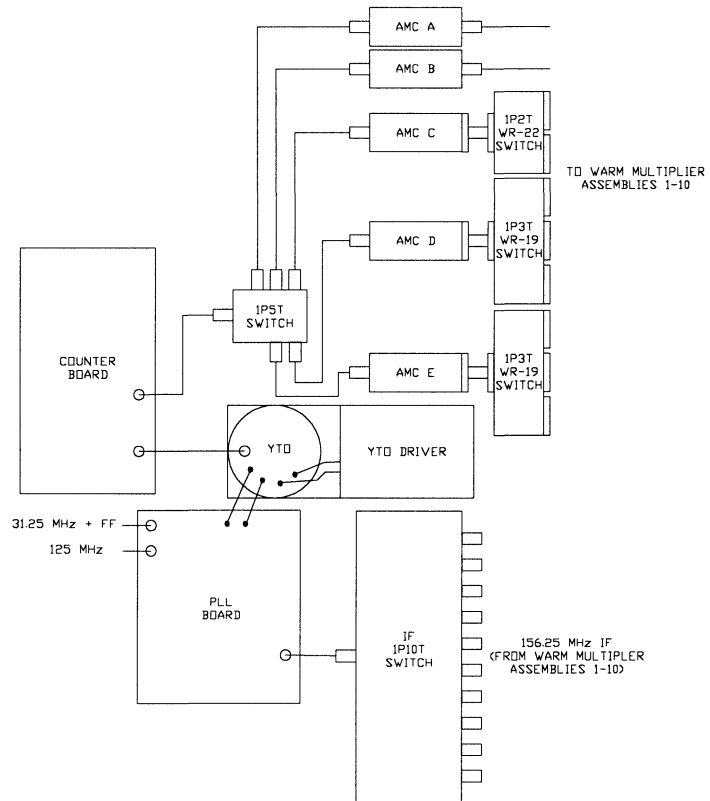 AMC A
AMC B
AMC C
1P2T
WR-22
SWITCH
TO WARM MULTIPLIER
ASSEMBLIES 1-10
AMC D
1P3T
WR-19
SWITCH
1P5T
SWITCH
COUNTER
BOARD
AMC E
1P3T
WR-19
SWITCH
YTO
YTO DRIVER
31.25 MHz + FF
125 MHz
PLL
BOARD
IF
1P10T
SWITCH
156.25 MHz IF
(FROM WARM MULTIPLER
ASSEMBLIES 1-10)